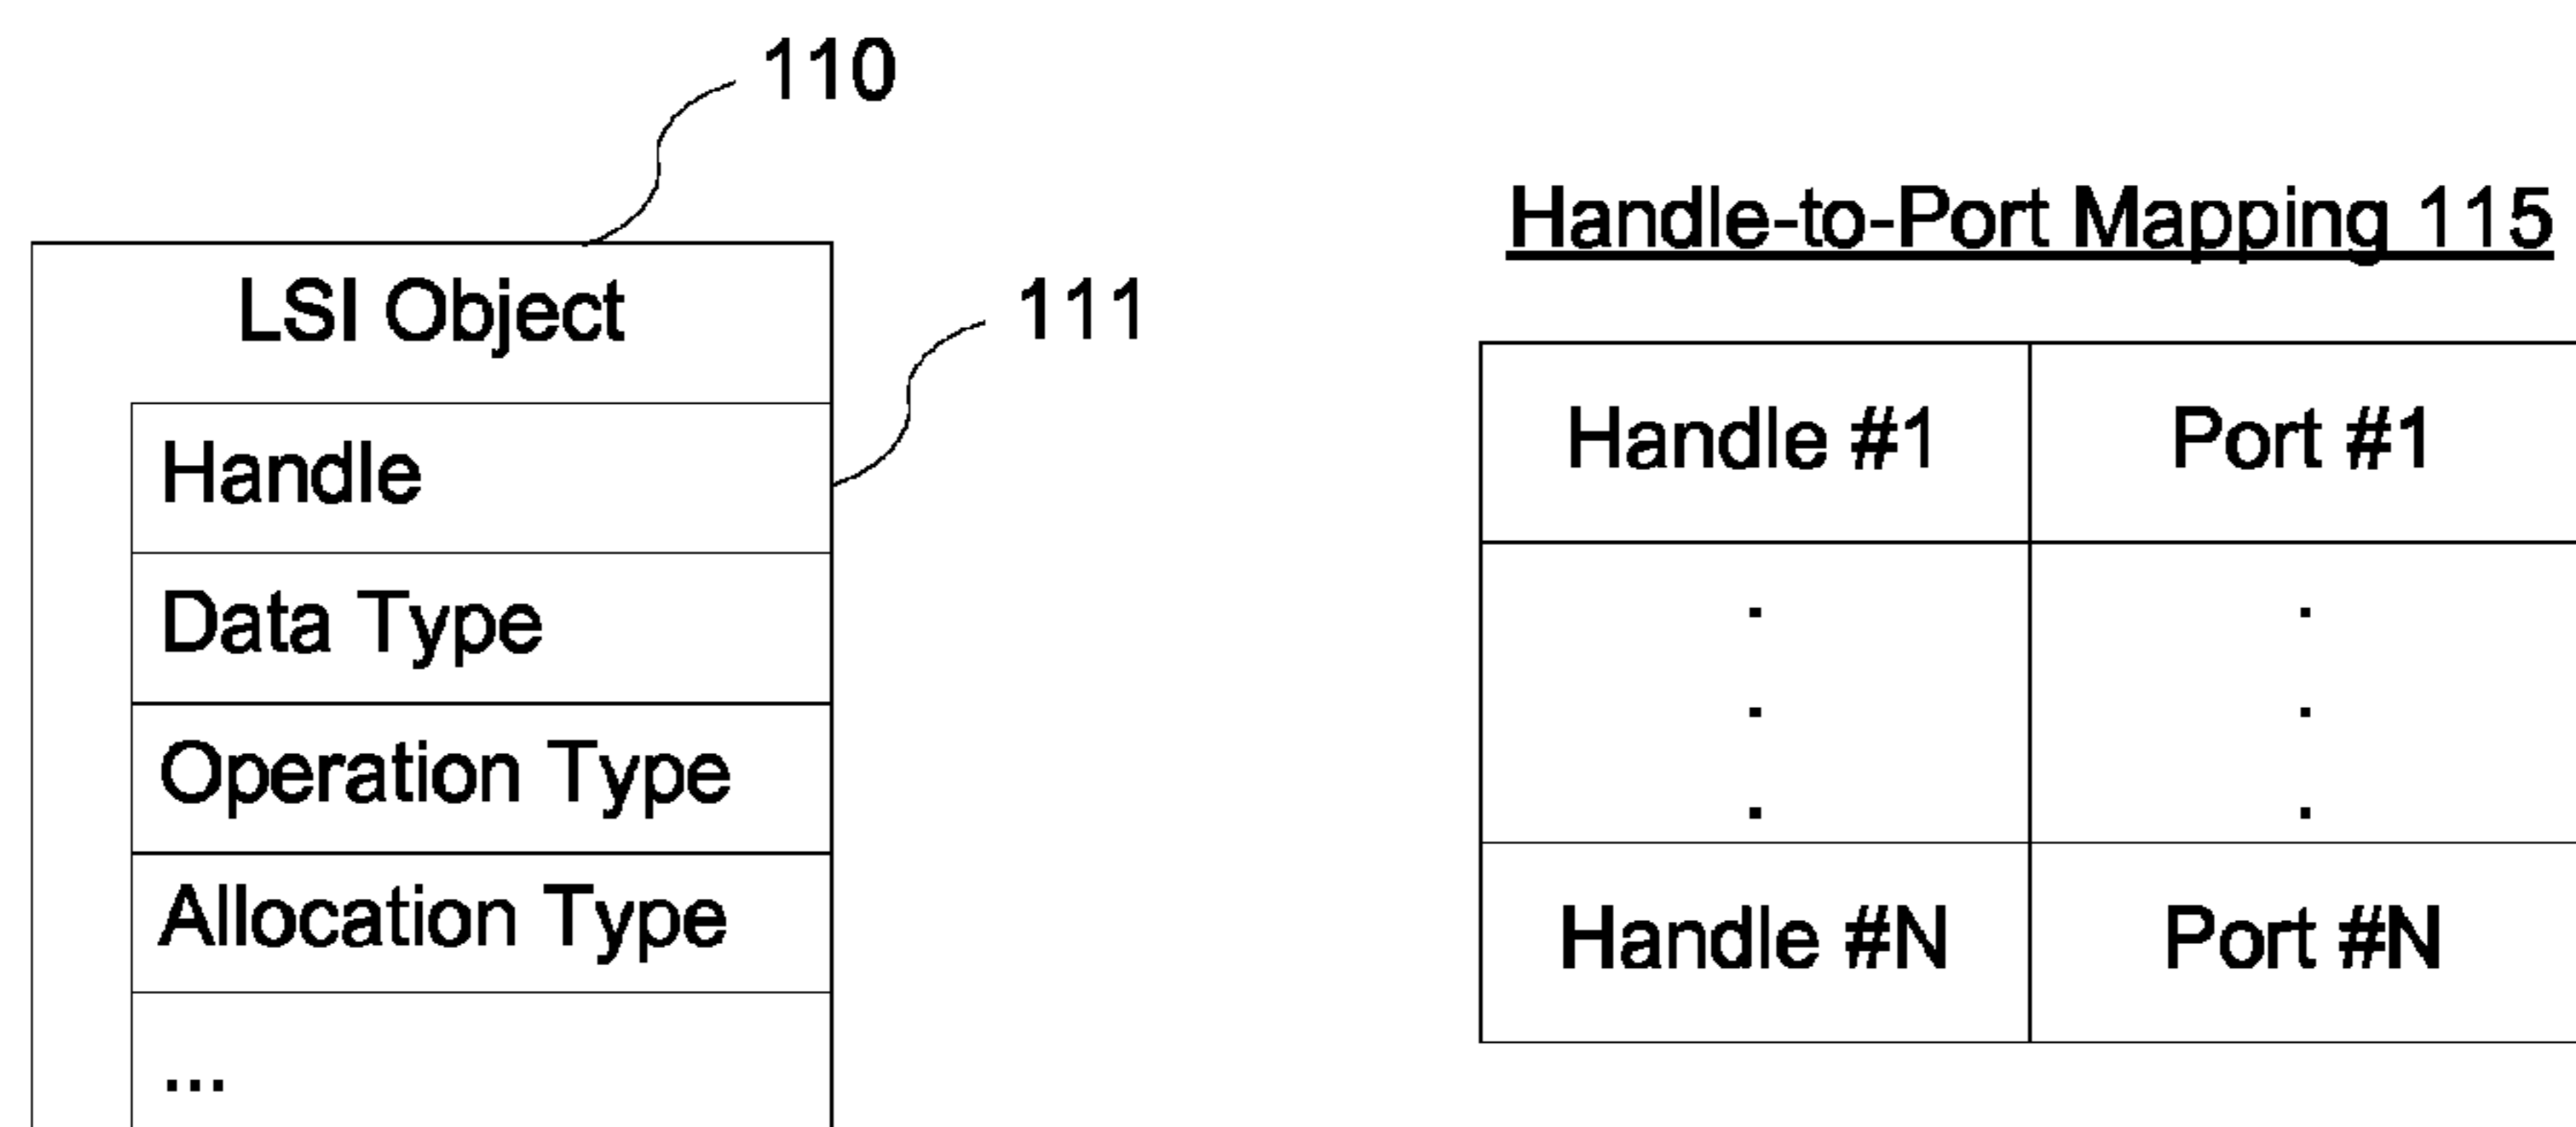 110
LSI Object
111
Handle
Data Type
Operation Type
Allocation Type
...
Handle-to-Port Mapping 115
Handle #1 Port #1
. .
. .
. .
Handle #N Port #N